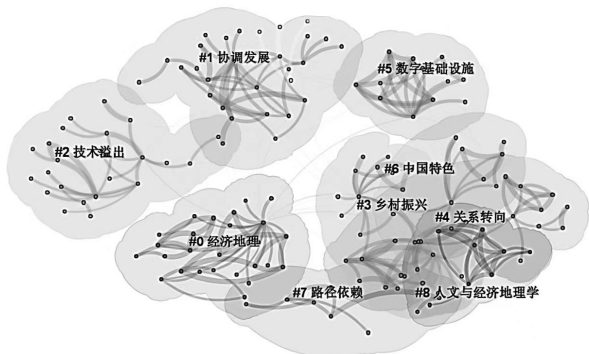 #1 协调发展
#5 数字基础设施
#2 技术溢出
#6 中国特色
#3 乡村振兴
#4 关系转向
#0 经济地理
#7 路径依赖
#8 人文与经济地理学